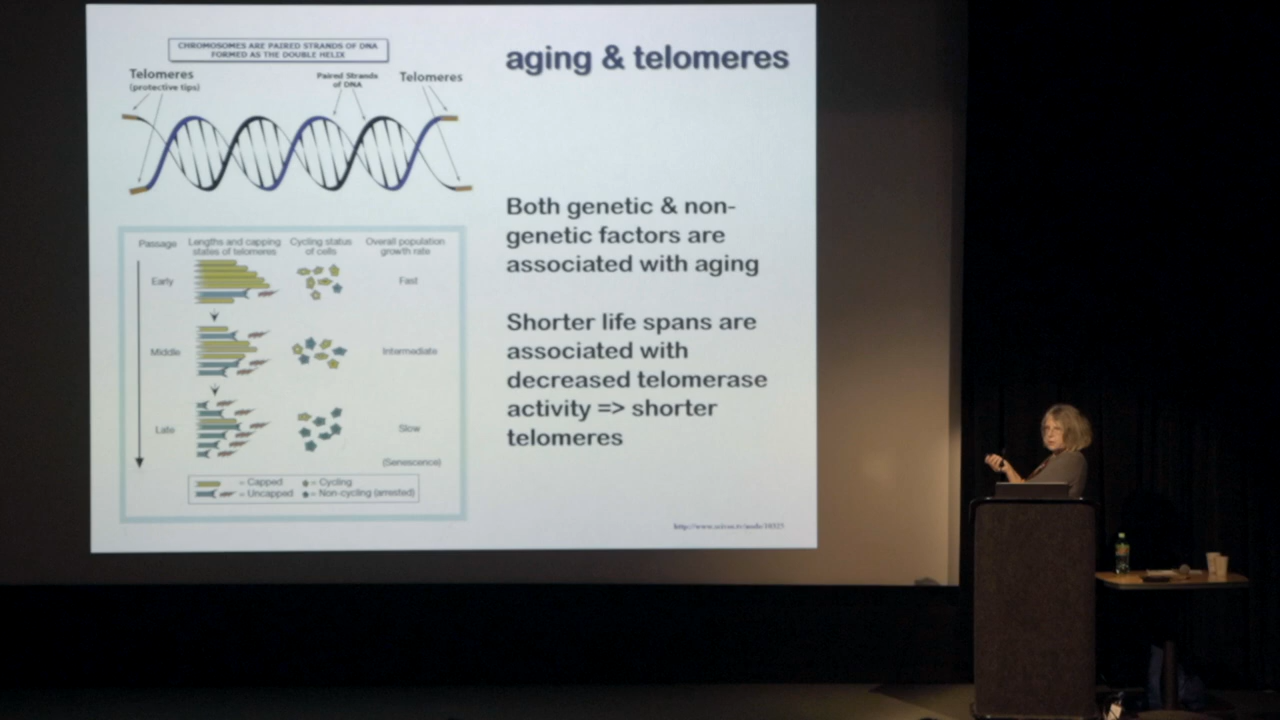 CHROMOSOMES ARE PAIRED STRANDS OF DNA
FORMED AS THE DOUBLE HELIX
Telomeres
(protective tips)
Paired Strands
of DNA
Telomeres
aging & telomeres
Both genetic & non-
genetic factors are
associated with aging
Shorter life spans are
associated with
decreased telomerase
activity => shorter
telomeres
Passage
Lengths and capping
states of telomeres
Cycling status
of cells
Overall population
growth rate
Early
Fast
Middle
Intermediate
Late
Slow
(Senescence)
= Capped
= Cycling
= Uncapped
= Non-cycling (arrested)